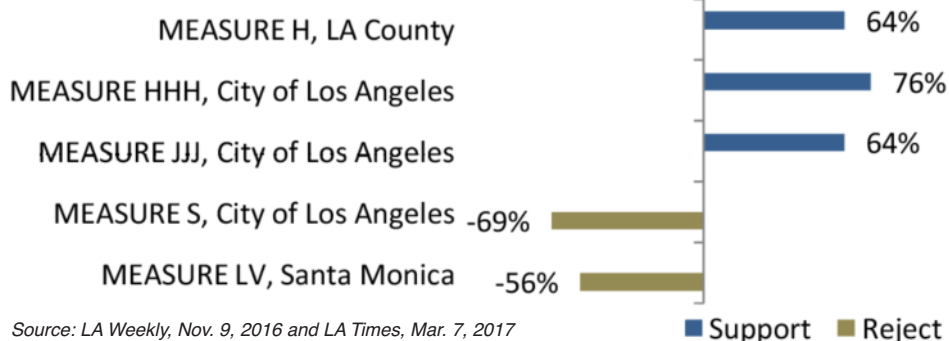 MEASURE H, LA County 64%
MEASURE HHH, City of Los Angeles 76%
MEASURE JJJ, City of Los Angeles 64%
MEASURE S, City of Los Angeles -69%
MEASURE LV, Santa Monica -56%
Source: LA Weekly, Nov. 9, 2016 and LA Times, Mar. 7, 2017
Support Reject